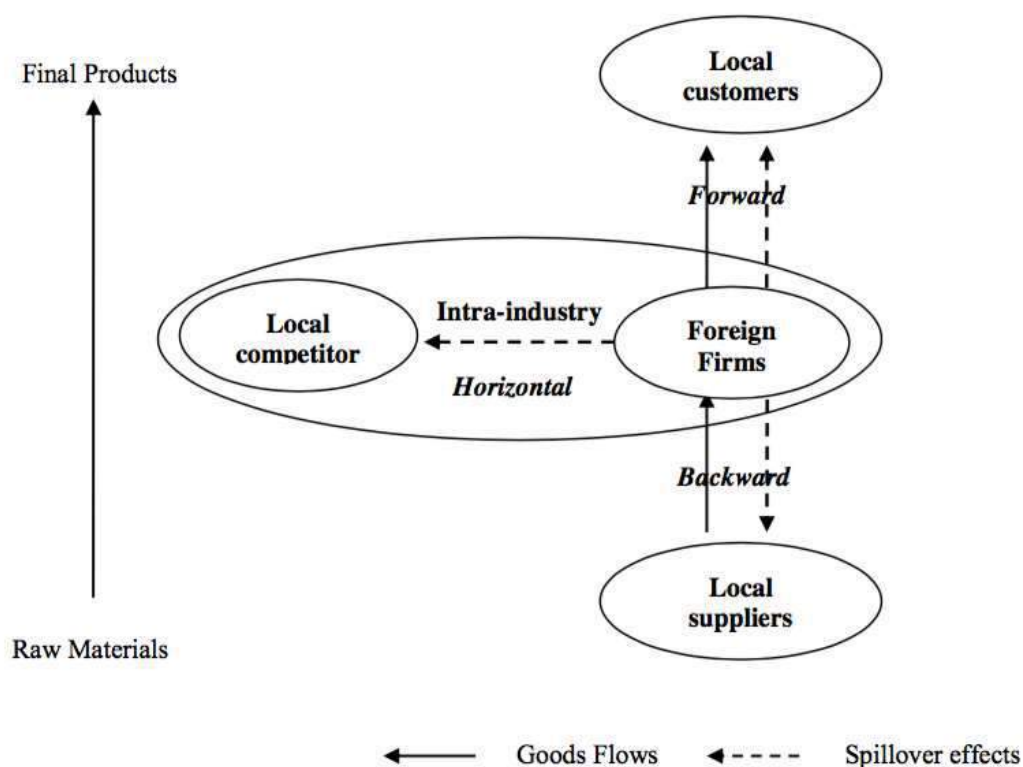 Final Products
Local
customers
Forward
Intra-industry
Local
competitor
Foreign
Firms
Horizontal
Backward
Local
suppliers
Raw Materials
Goods Flows
Spillover effects